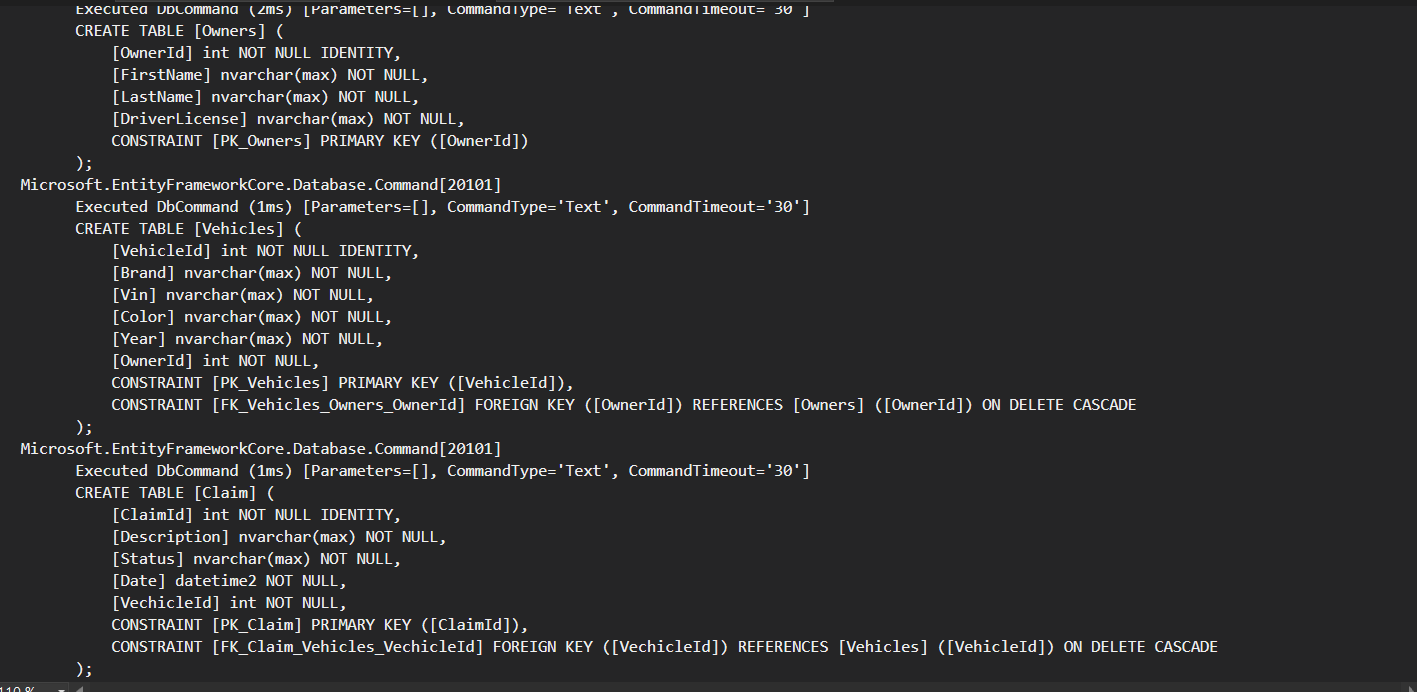 Executed DbCommand (2ms) [Parameters=[], CommandType='Text', CommandTimeout='30']
CREATE TABLE [Owners] (
[OwnerId] int NOT NULL IDENTITY,
[FirstName] nvarchar(max) NOT NULL,
[LastName] nvarchar(max) NOT NULL,
[DriverLicense] nvarchar(max) NOT NULL,
CONSTRAINT [PK_Owners] PRIMARY KEY ([OwnerId])
);
Microsoft.EntityFrameworkCore.Database.Command[20101]
Executed DbCommand (1ms) [Parameters=[], CommandType='Text', CommandTimeout='30']
CREATE TABLE [Vehicles] (
[VehicleId] int NOT NULL IDENTITY,
[Brand] nvarchar(max) NOT NULL,
[Vin] nvarchar(max) NOT NULL,
[Color] nvarchar(max) NOT NULL,
[Year] nvarchar(max) NOT NULL,
[OwnerId] int NOT NULL,
CONSTRAINT [PK_Vehicles] PRIMARY KEY ([VehicleId]),
CONSTRAINT [FK_Vehicles_Owners_OwnerId] FOREIGN KEY ([OwnerId]) REFERENCES [Owners] ([OwnerId]) ON DELETE CASCADE
);
Microsoft.EntityFrameworkCore.Database.Command[20101]
Executed DbCommand (1ms) [Parameters=[], CommandType='Text', CommandTimeout='30']
CREATE TABLE [Claim] (
[ClaimId] int NOT NULL IDENTITY,
[Description] nvarchar(max) NOT NULL,
[Status] nvarchar(max) NOT NULL,
[Date] datetime2 NOT NULL,
[VechicleId] int NOT NULL,
CONSTRAINT [PK_Claim] PRIMARY KEY ([ClaimId]),
CONSTRAINT [FK_Claim_Vehicles_VechicleId] FOREIGN KEY ([VechicleId]) REFERENCES [Vehicles] ([VehicleId]) ON DELETE CASCADE
);
110 %